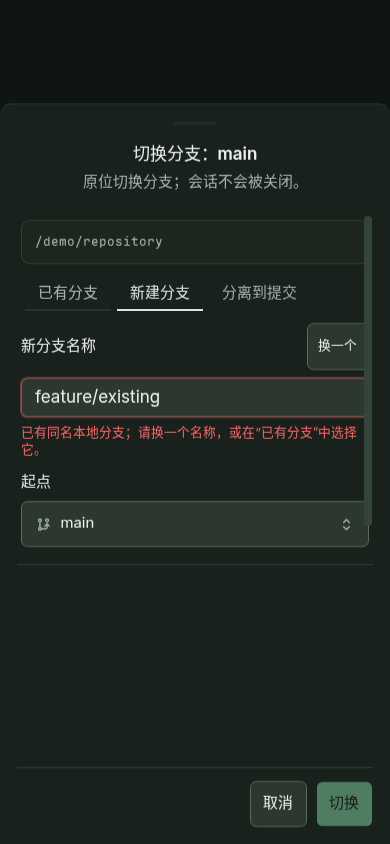 切换分支：main
原位切换分支；会话不会被关闭。
/demo/repository
已有分支 新建分支 分离到提交
新分支名称 换一个
feature/existing
已有同名本地分支；请换一个名称，或在“已有分支”中选择
它。
起点
main
取消 切换